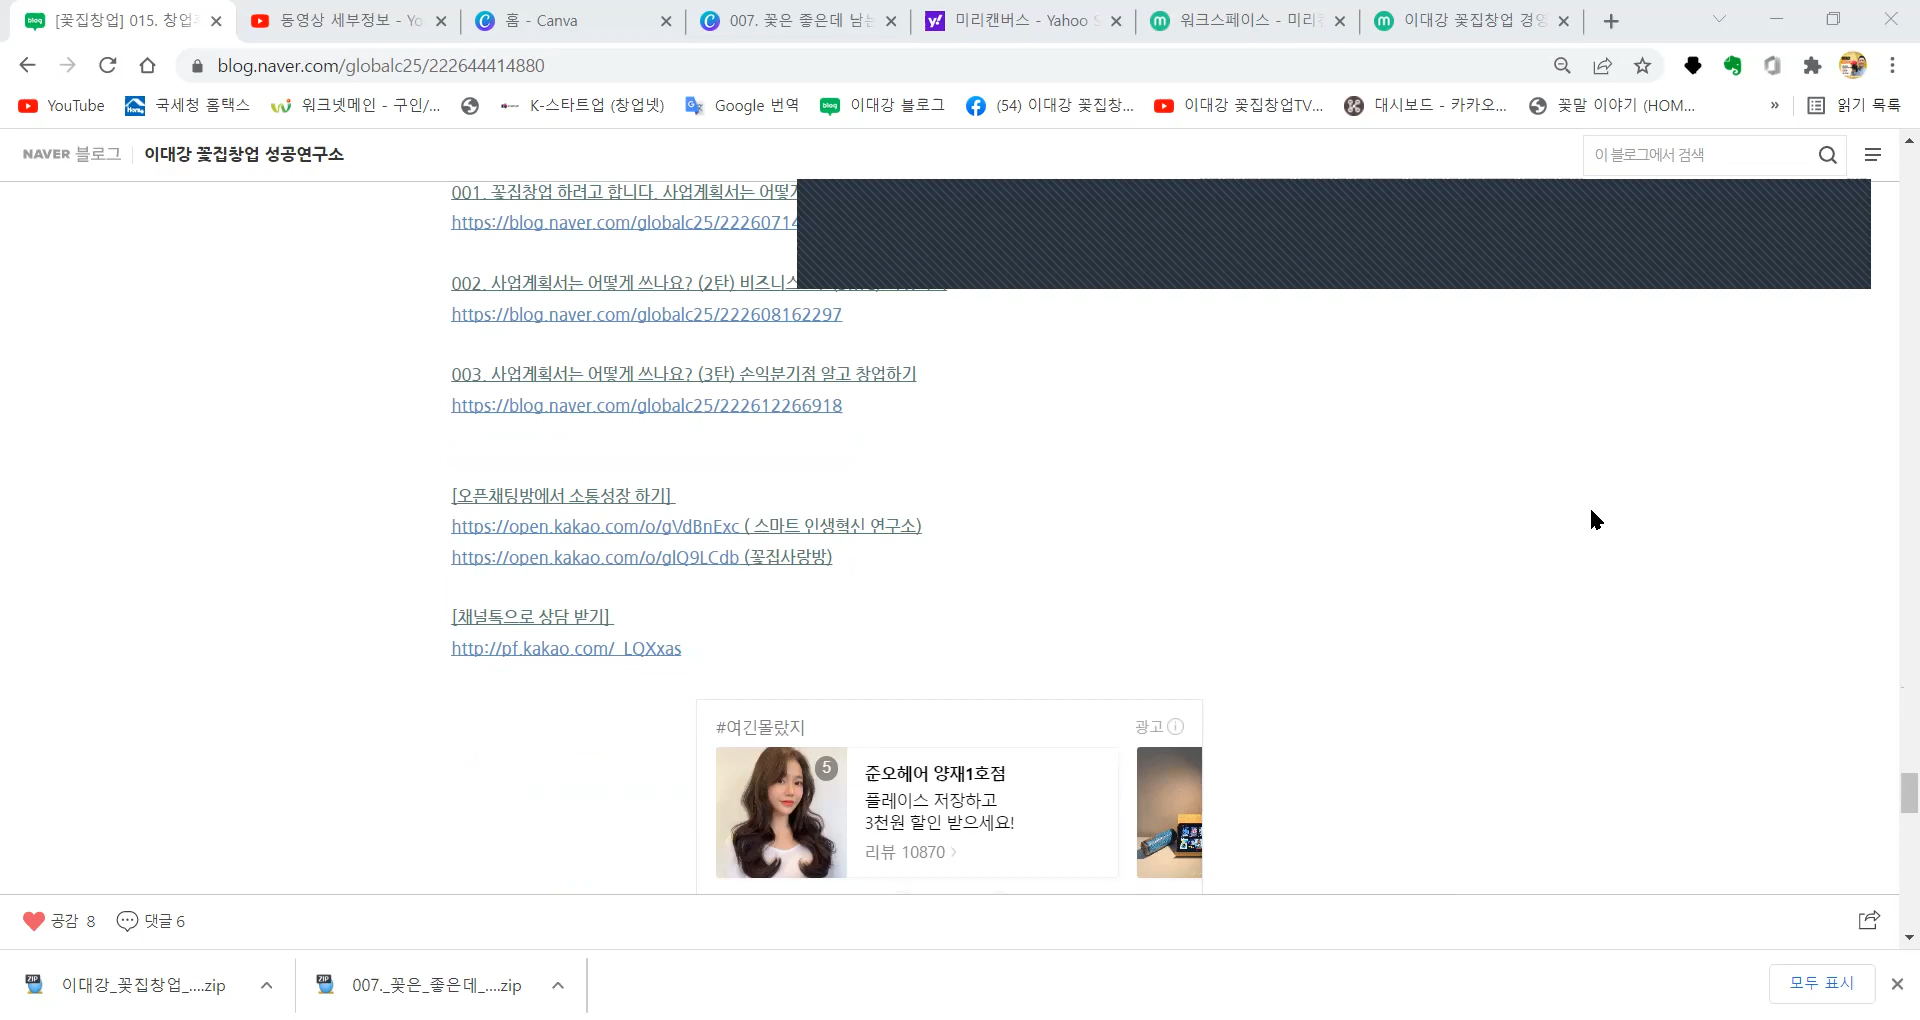 [꽃집창업] 015. 창업
동영상 세부정보 - Yo
홈 - Canva
007. 꽃은 좋은데 남
미리캔버스 - Yahoo S
워크스페이스 - 미리
이대강 꽃집창업 경영
blog.naver.com/globalc25/222644414880
YouTube
국세청 홈택스
워크넷메인 - 구인/...
K-스타트업 (창업넷)
Google 번역
이대강 블로그
(54) 이대강 꽃집창...
이대강 꽃집창업TV...
대시보드 - 카카오...
꽃말 이야기 (HOM...
»
읽기 목록
NAVER 블로그
이대강 꽃집창업 성공연구소
이 블로그에서 검색
001. 꽃집창업 하려고 합니다. 사업계획서는 어떻
https://blog.naver.com/globalc25/22260714
002. 사업계획서는 어떻게 쓰나요? (2탄) 비즈니스
https://blog.naver.com/globalc25/222608162297
003. 사업계획서는 어떻게 쓰나요? (3탄) 손익분기점 알고 창업하기
https://blog.naver.com/globalc25/222612266918
[오픈채팅방에서 소통성장 하기]
https://open.kakao.com/o/gVdBnExc ( 스마트 인생혁신 연구소)
https://open.kakao.com/o/glQ9LCdb (꽃집사랑방)
[채널톡으로 상담 받기]
http://pf.kakao.com/_LQXxas
#여긴몰랐지
광고
5
준오헤어 양재1호점
플레이스 저장하고
3천원 할인 받으세요!
리뷰 10870
공감 8
댓글 6
이대강_꽃집창업_....zip
007._꽃은_좋은데_....zip
모두 표시